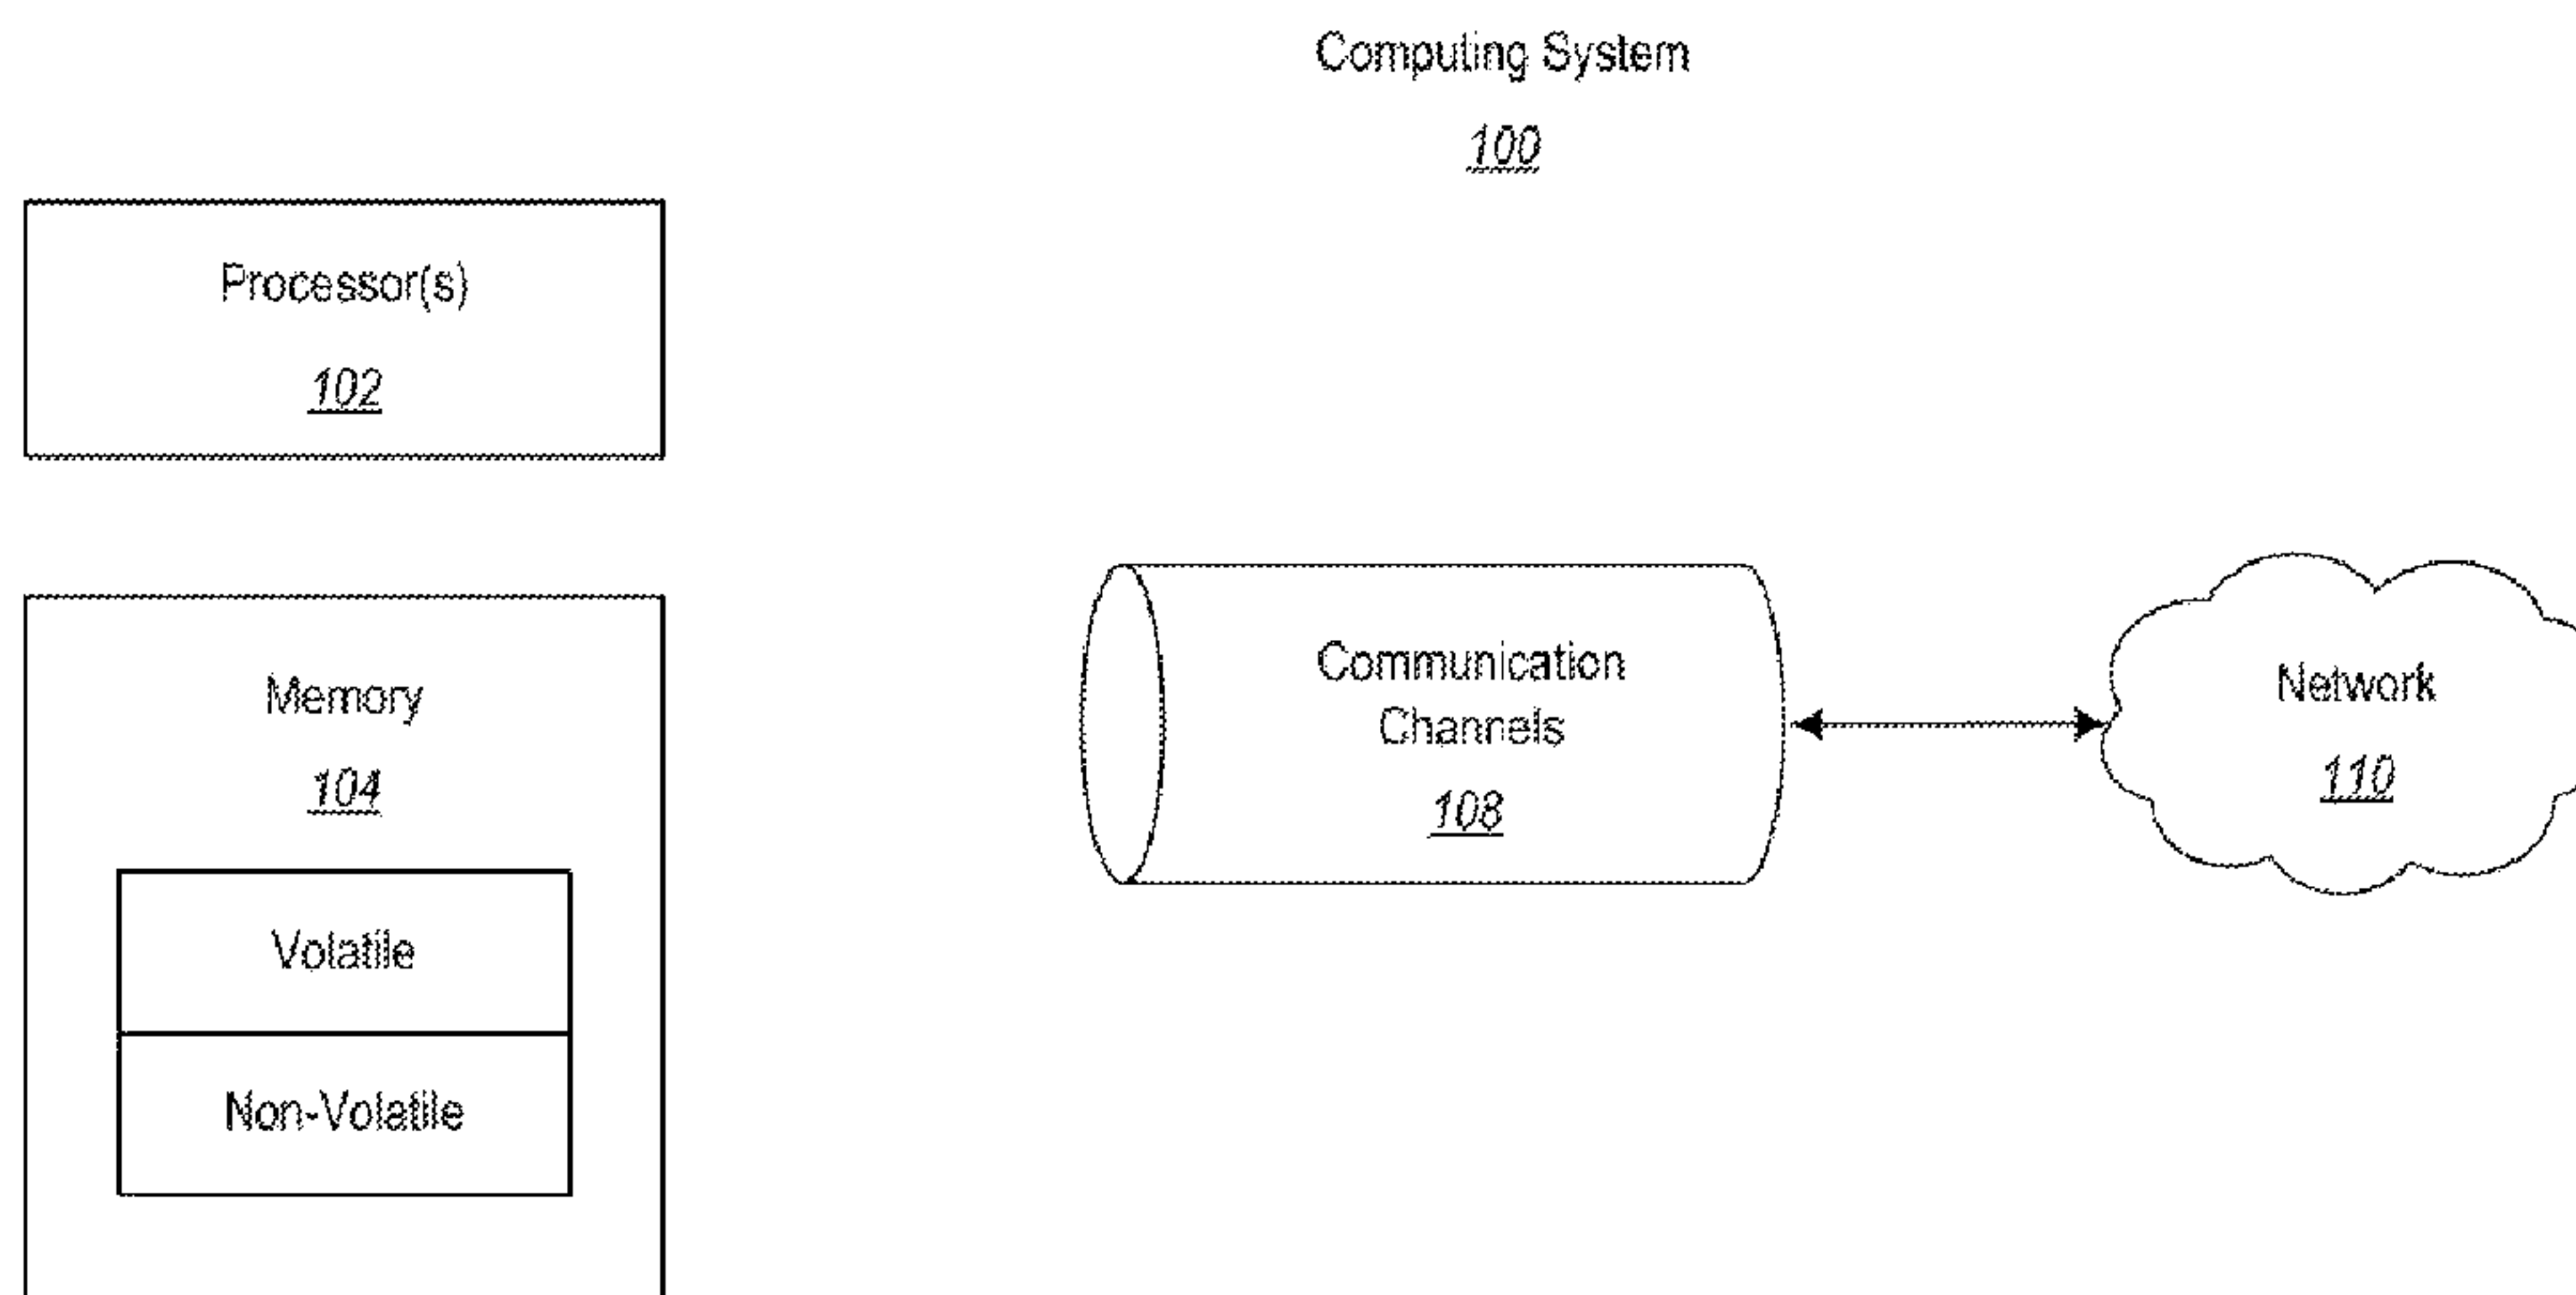 Computing System
100
Processor(s)
102
Memory
104
Volatile
Non-Volatile
Communication
Channels
108
Network
110